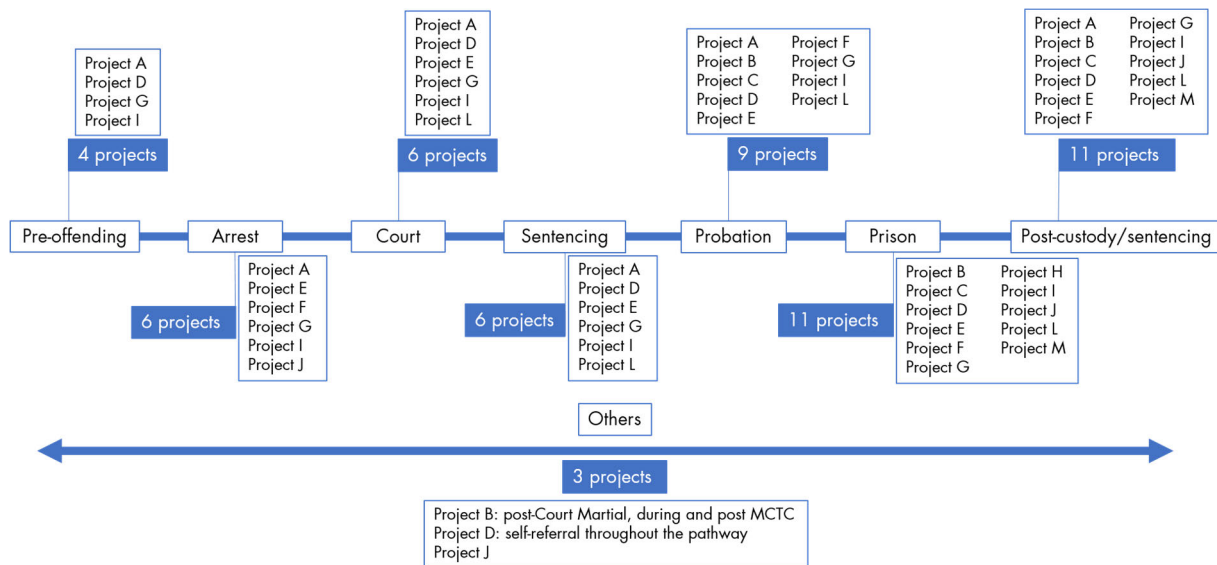 Project A
Project D
Project G
Project I
4 projects
Project A
Project D
Project E
Project G
Project I
Project L
6 projects
Project A
Project B
Project C
Project D
Project E
Project F
Project G
Project I
Project L
9 projects
Project A
Project B
Project C
Project D
Project E
Project F
Project G
Project I
Project J
Project L
Project M
11 projects
Pre-offending
Arrest
Court
Sentencing
Probation
Prison
Post-custody/sentencing
6 projects
Project A
Project E
Project F
Project G
Project I
Project J
6 projects
Project A
Project D
Project E
Project G
Project I
Project L
11 projects
Project B
Project C
Project D
Project E
Project F
Project G
Project H
Project I
Project J
Project L
Project M
Others
3 projects
Project B: post-Court Martial, during and post MCTC
Project D: self-referral throughout the pathway
Project J